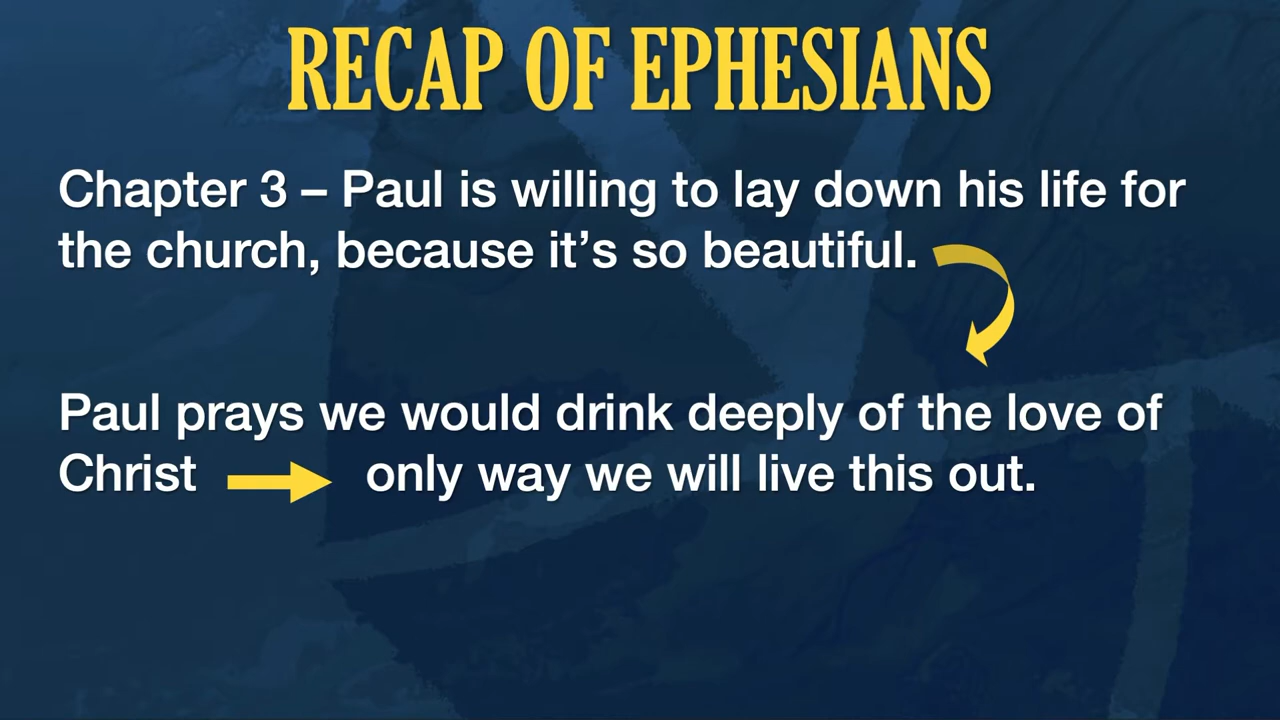 RECAP OF EPHESIANS
Chapter 3 – Paul is willing to lay down his life for
the church, because it’s so beautiful.
Paul prays we would drink deeply of the love of
Christ only way we will live this out.